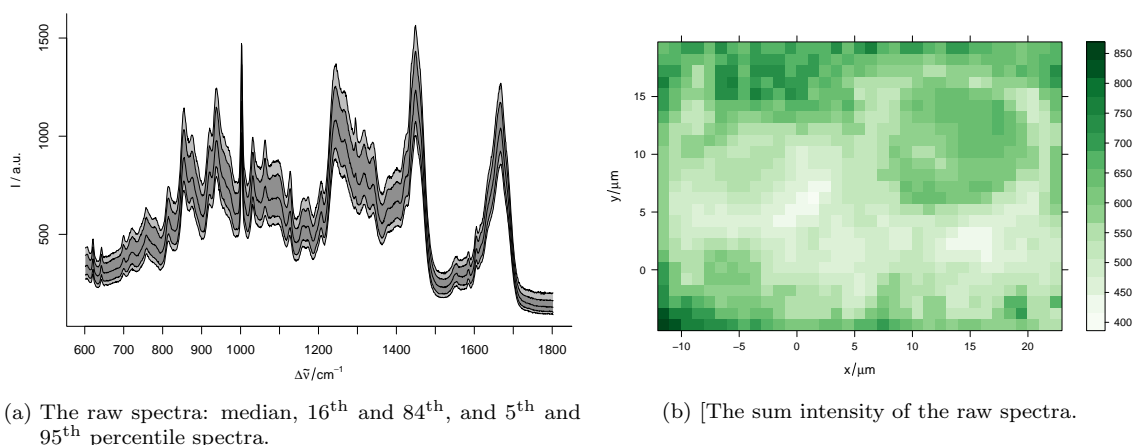 1500
1000
500
I / a.u.
600 700 800 900 1000 1200 1400 1600 1800
Δν̃/cm⁻¹
(a) The raw spectra: median, 16th and 84th, and 5th and
95th percentile spectra.
15
10
5
0
y/µm
−10 −5 0 5 10 15 20
x/µm
850
800
750
700
650
600
550
500
450
400
(b) [The sum intensity of the raw spectra.